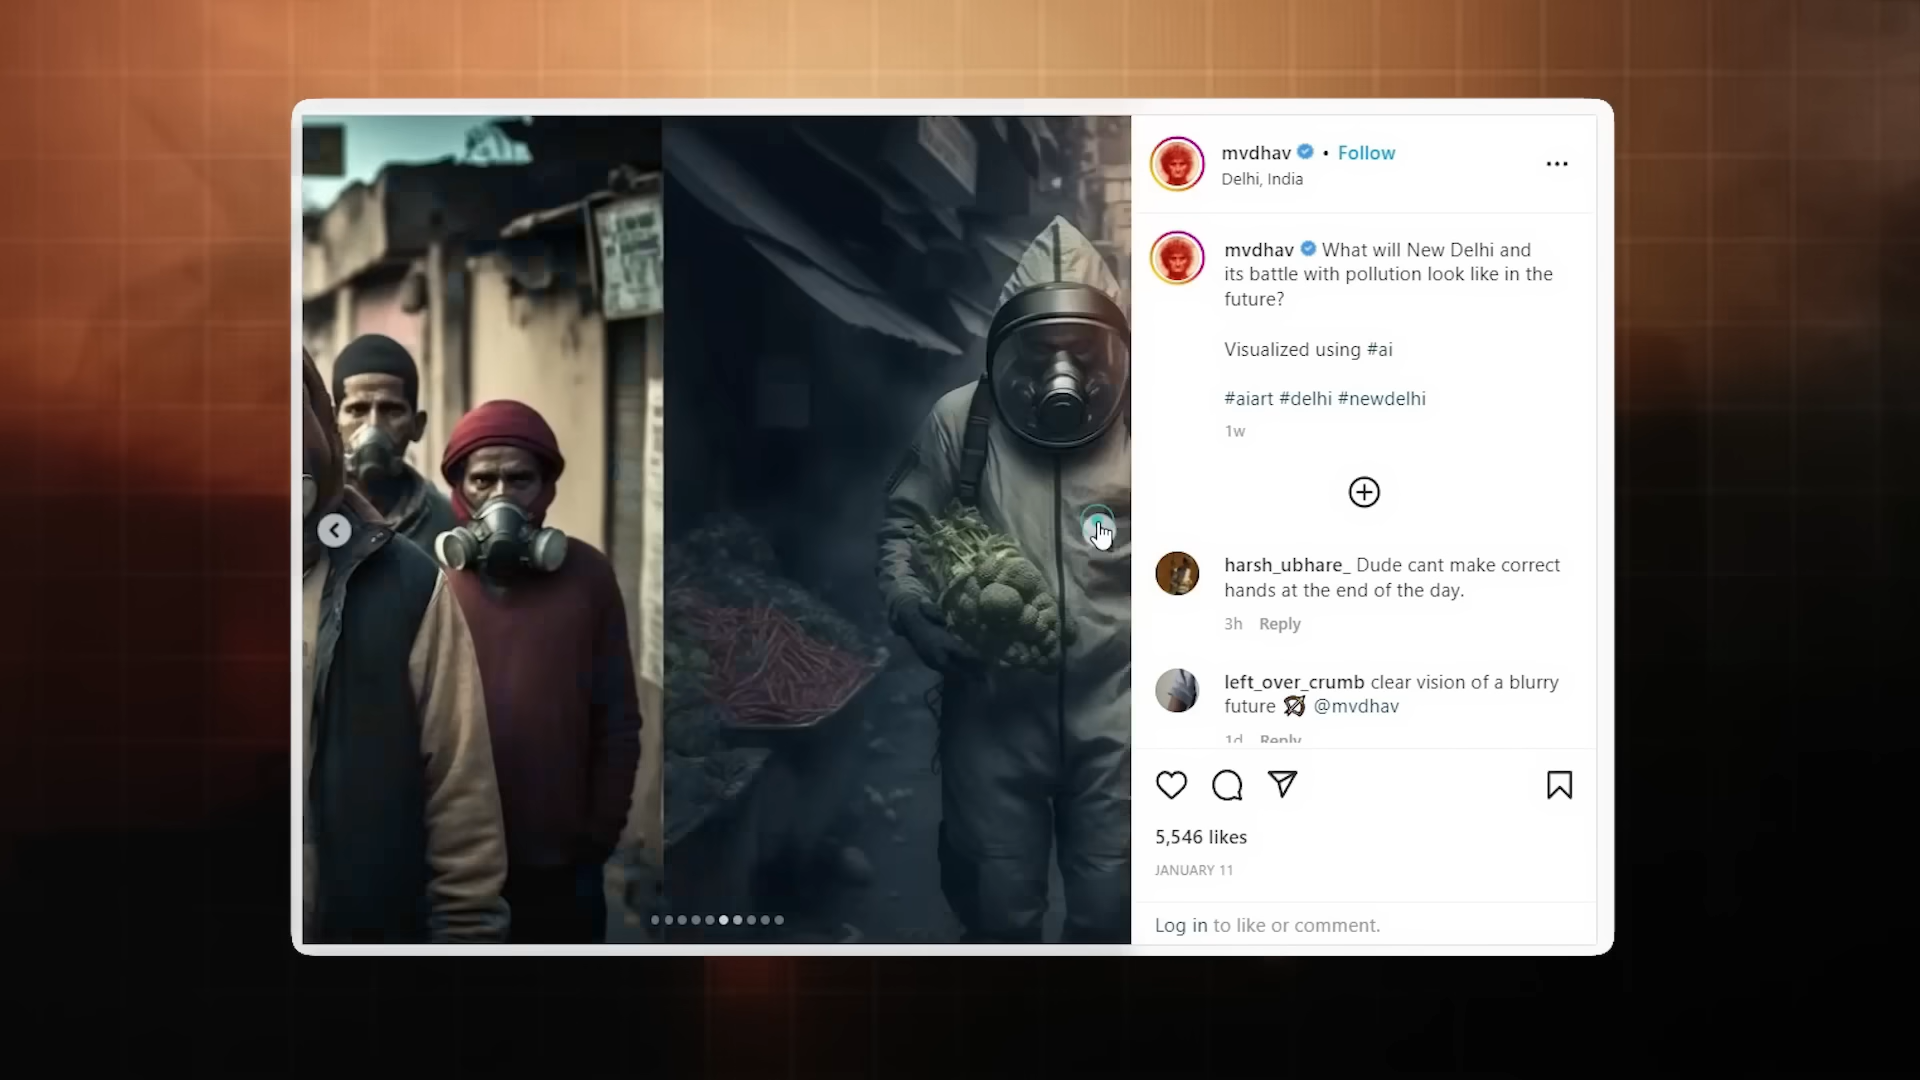 mvdhav • Follow
Delhi, India
mvdhav What will New Delhi and
its battle with pollution look like in the
future?
Visualized using #ai
#aiart #delhi #newdelhi
1w
harsh_ubhare_ Dude cant make correct
hands at the end of the day.
3h Reply
left_over_crumb clear vision of a blurry
future @mvdhav
1d Reply
5,546 likes
JANUARY 11
Log in to like or comment.